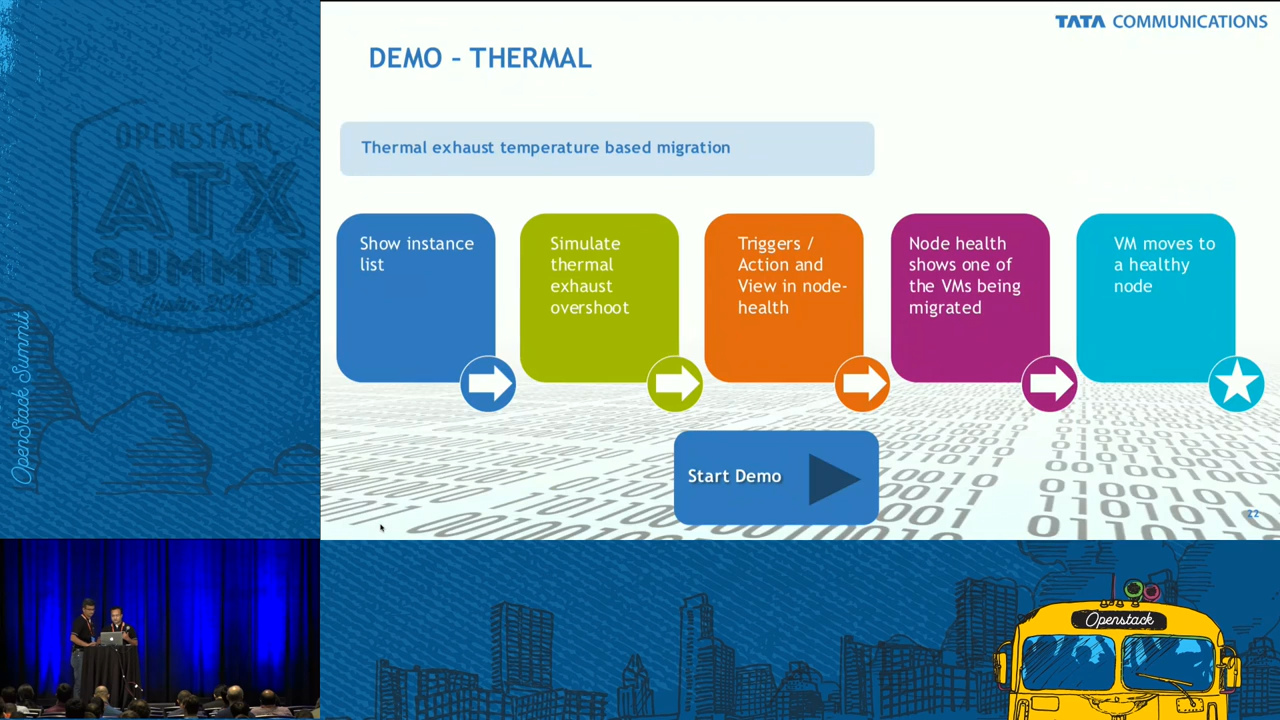 TATA COMMUNICATIONS
DEMO - THERMAL
Thermal exhaust temperature based migration
Show instance
list
Simulate
thermal
exhaust
overshoot
Triggers /
Action and
View in node-
health
Node health
shows one of
the VMs being
migrated
VM moves to
a healthy
node
Start Demo
22
OPENSTACK
ATX
SUMMIT
OpenStack Summit
Openstack